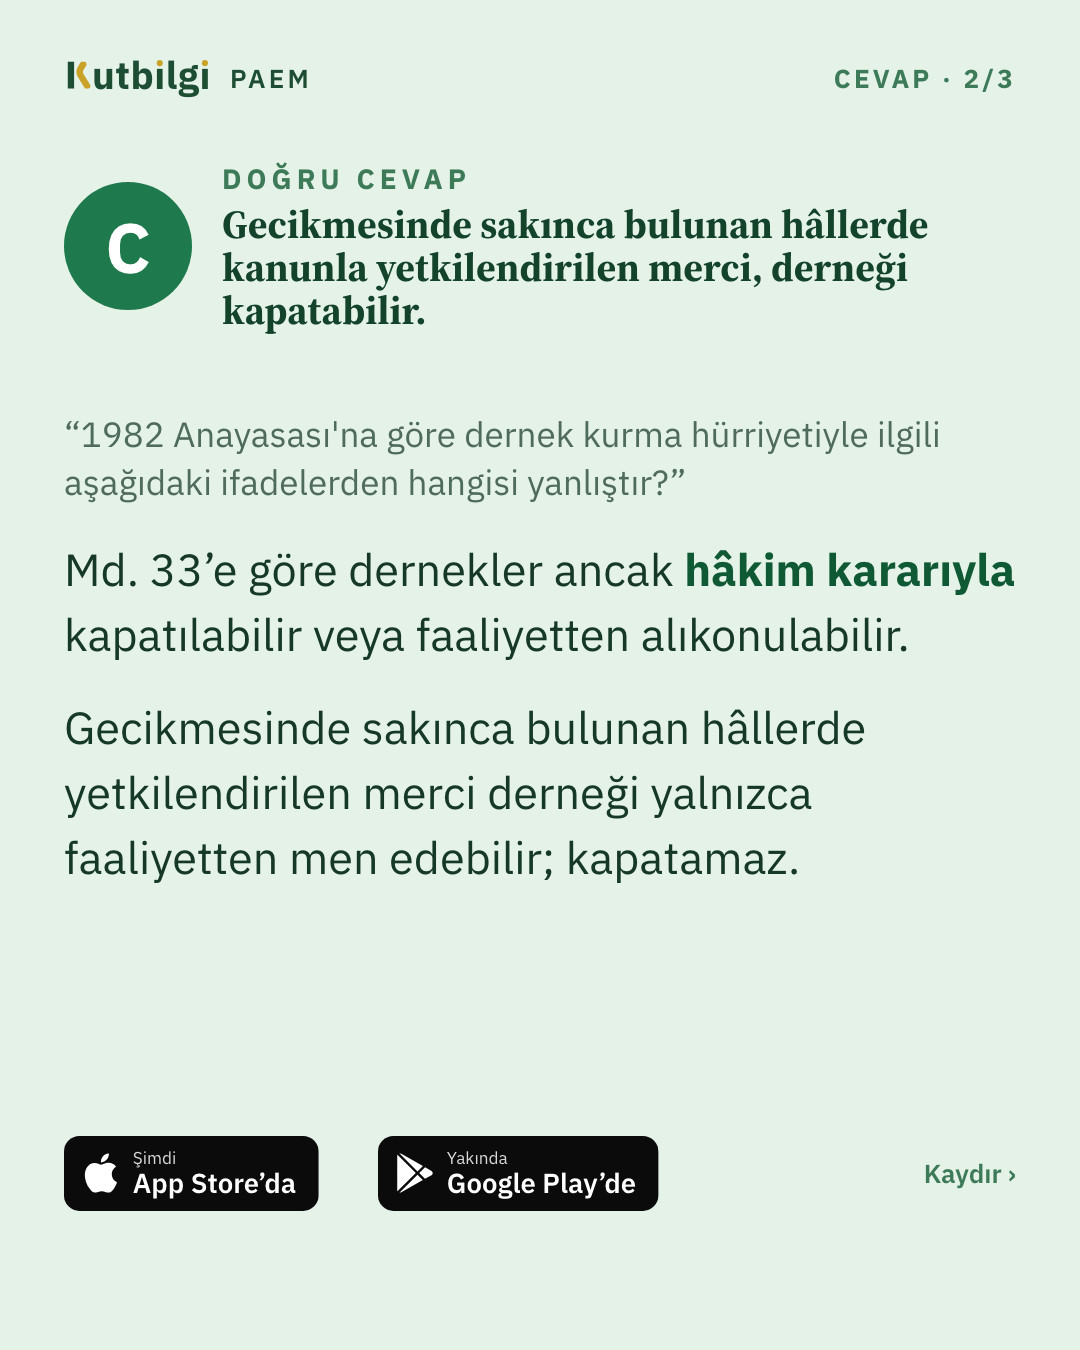 Kutbilgi PAEM
CEVAP · 2/3
C
DOĞRU CEVAP
Gecikmesinde sakınca bulunan hâllerde
kanunla yetkilendirilen merci, derneği
kapatabilir.
“1982 Anayasası'na göre dernek kurma hürriyetiyle ilgili
aşağıdaki ifadelerden hangisi yanlıştır?”
Md. 33’e göre dernekler ancak hâkim kararıyla
kapatılabilir veya faaliyetten alıkonulabilir.
Gecikmesinde sakınca bulunan hâllerde
yetkilendirilen merci derneği yalnızca
faaliyetten men edebilir; kapatamaz.
Şimdi
App Store’da
Yakında
Google Play’de
Kaydır ›